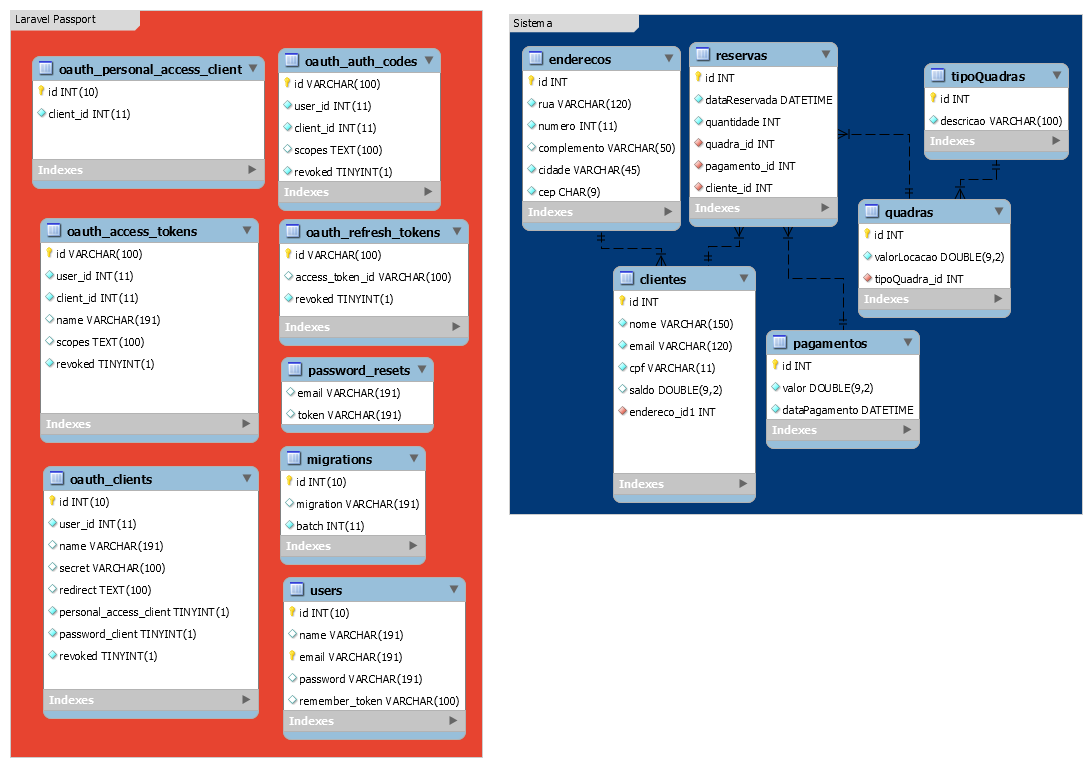 Laravel Passport
oauth_personal_access_client
id INT(10)
client_id INT(11)
Indexes
oauth_auth_codes
id VARCHAR(100)
user_id INT(11)
client_id INT(11)
scopes TEXT(100)
revoked TINYINT(1)
Indexes
oauth_access_tokens
id VARCHAR(100)
user_id INT(11)
client_id INT(11)
name VARCHAR(191)
scopes TEXT(100)
revoked TINYINT(1)
Indexes
oauth_refresh_tokens
id VARCHAR(100)
access_token_id VARCHAR(100)
revoked TINYINT(1)
Indexes
password_resets
email VARCHAR(191)
token VARCHAR(191)
migrations
id INT(10)
migration VARCHAR(191)
batch INT(11)
Indexes
oauth_clients
id INT(10)
user_id INT(11)
name VARCHAR(191)
secret VARCHAR(100)
redirect TEXT(100)
personal_access_client TINYINT(1)
password_client TINYINT(1)
revoked TINYINT(1)
Indexes
users
id INT(10)
name VARCHAR(191)
email VARCHAR(191)
password VARCHAR(191)
remember_token VARCHAR(100)
Indexes
Sistema
enderecos
id INT
rua VARCHAR(120)
numero INT(11)
complemento VARCHAR(50)
cidade VARCHAR(45)
cep CHAR(9)
Indexes
reservas
id INT
dataReservada DATETIME
quantidade INT
quadra_id INT
pagamento_id INT
cliente_id INT
Indexes
tipoQuadras
id INT
descricao VARCHAR(100)
Indexes
quadras
id INT
valorLocacao DOUBLE(9,2)
tipoQuadra_id INT
Indexes
clientes
id INT
nome VARCHAR(150)
email VARCHAR(120)
cpf VARCHAR(11)
saldo DOUBLE(9,2)
endereco_id1 INT
Indexes
pagamentos
id INT
valor DOUBLE(9,2)
dataPagamento DATETIME
Indexes